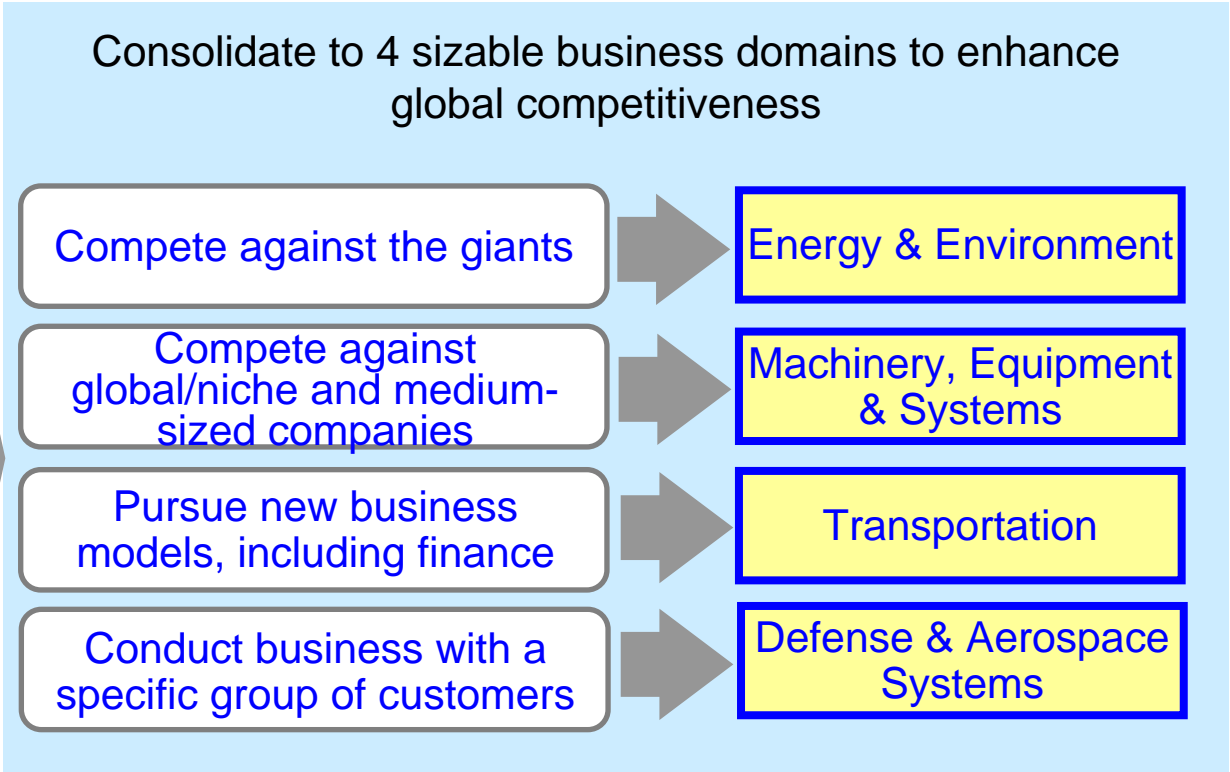 Consolidate to 4 sizable business domains to enhance
global competitiveness
Compete against the giants
Energy & Environment
Compete against
global/niche and medium-
sized companies
Machinery, Equipment
& Systems
Pursue new business
models, including finance
Transportation
Conduct business with a
specific group of customers
Defense & Aerospace
Systems